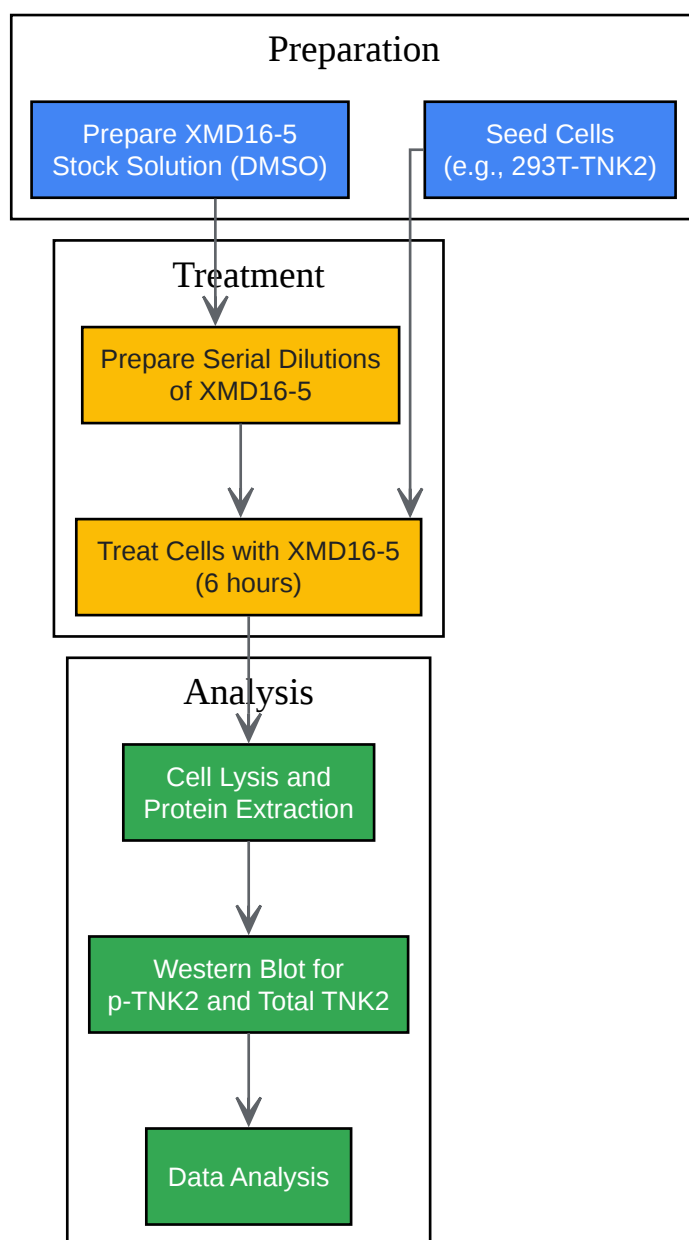 Preparation
Prepare XMD16-5
Stock Solution (DMSO)
Seed Cells
(e.g., 293T-TNK2)
Treatment
Prepare Serial Dilutions
of XMD16-5
Treat Cells with XMD16-5
(6 hours)
Analysis
Cell Lysis and
Protein Extraction
Western Blot for
p-TNK2 and Total TNK2
Data Analysis